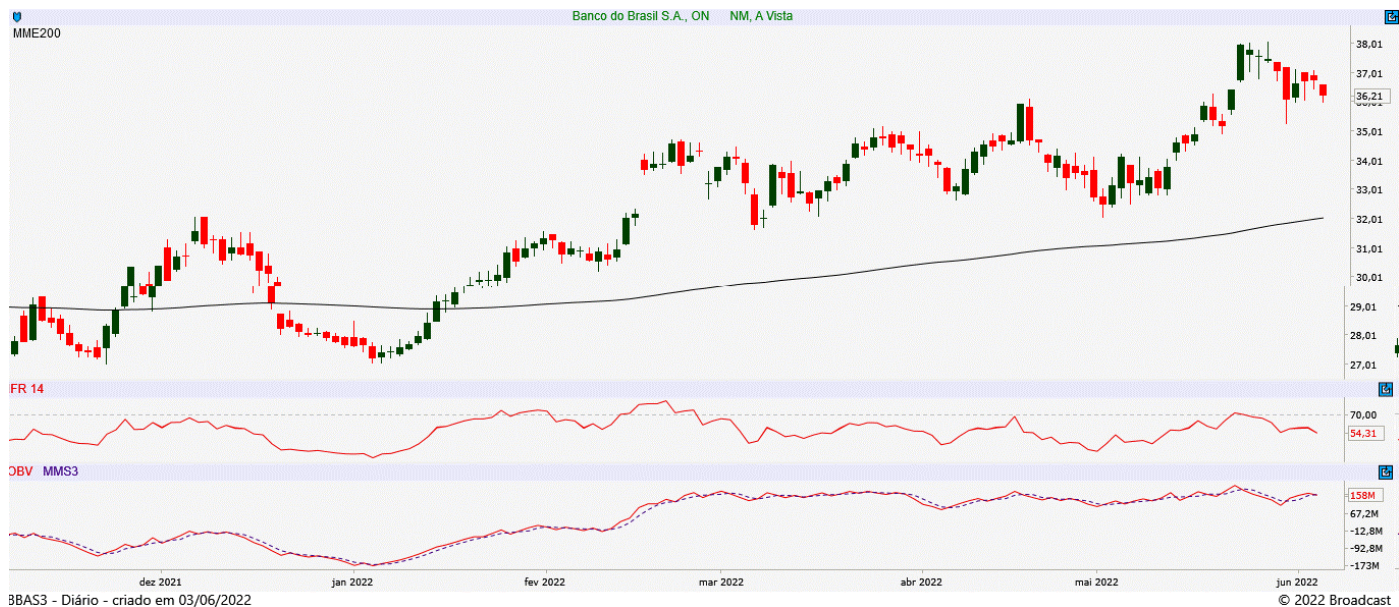 Banco do Brasil S.A., ON NM, A Vista
MME200
38,01
37,01
36,21
35,01
34,01
33,01
32,01
31,01
30,01
29,01
28,01
27,01
IFR 14
70,00
54,31
OBV MMS3
158M
67,2M
-12,8M
-92,8M
-173M
dez 2021 jan 2022 fev 2022 mar 2022 abr 2022 mai 2022 jun 2022
BBAS3 - Diário - criado em 03/06/2022 © 2022 Broadcast